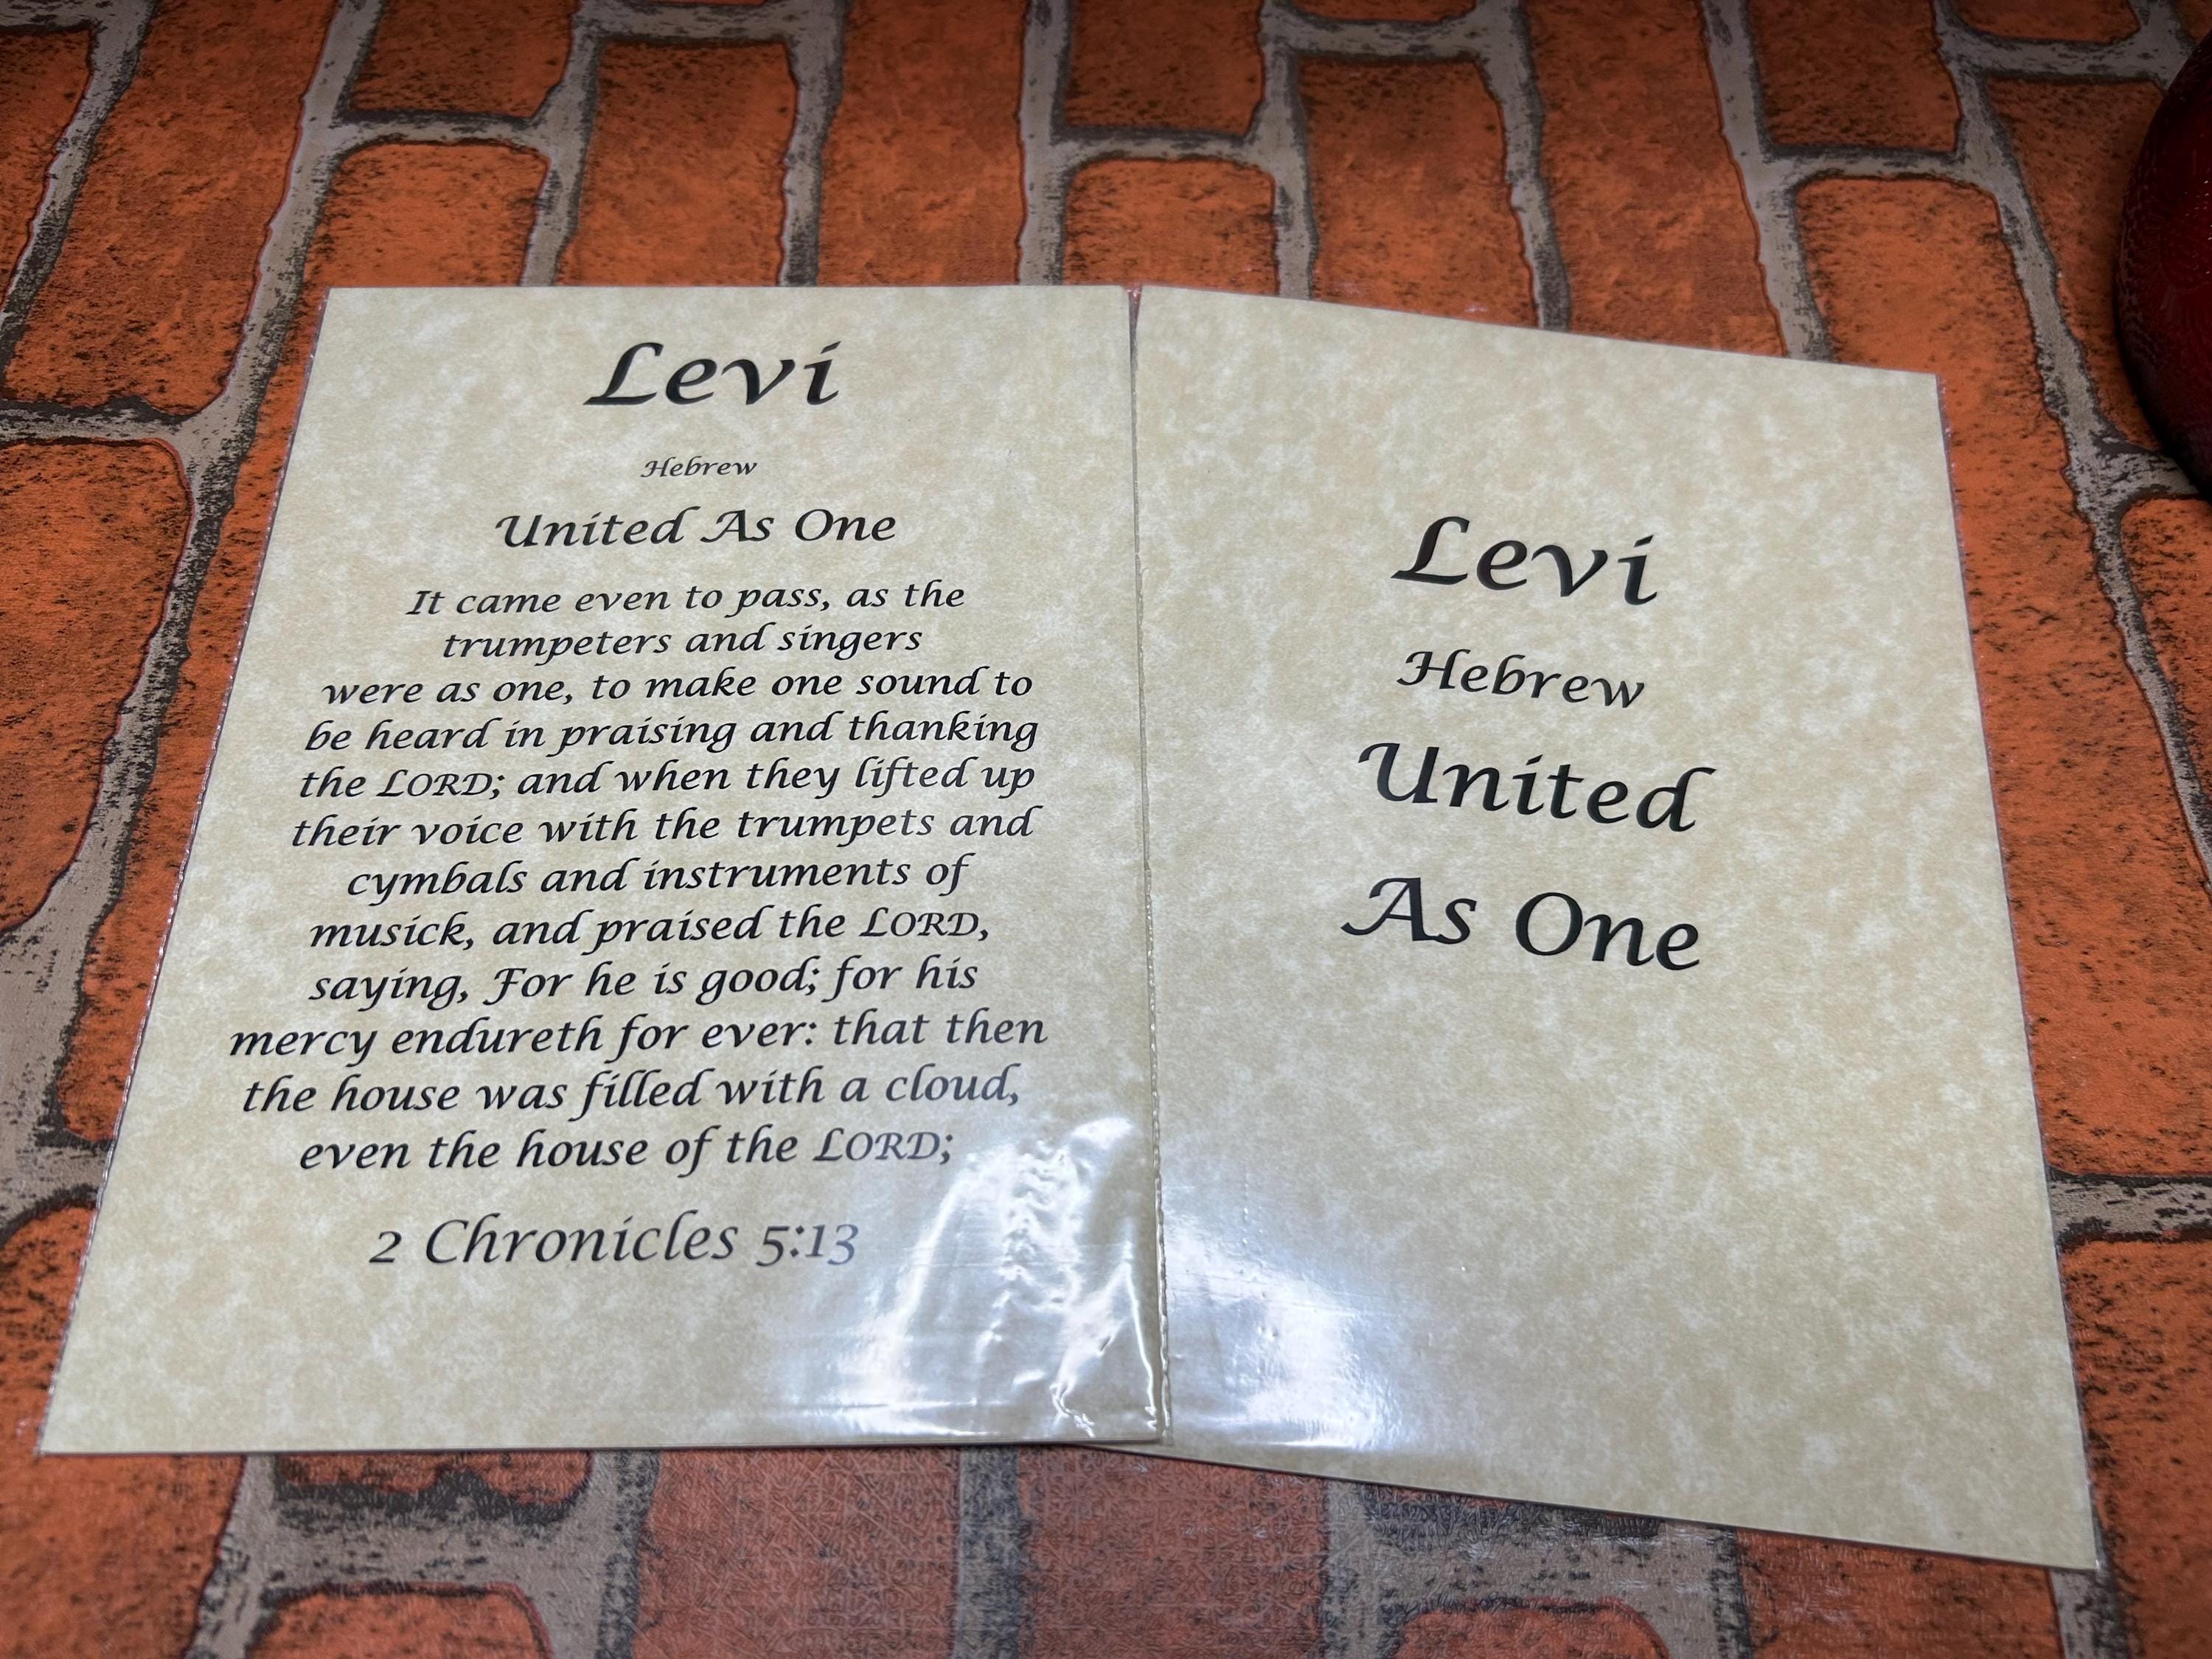 Levi
Hebrew
United As One
It came even to pass, as the
trumpeters and singers
were as one, to make one sound to
be heard in praising and thanking
the LORD; and when they lifted up
their voice with the trumpets and
cymbals and instruments of
musick, and praised the LORD,
saying, For he is good; for his
mercy endureth for ever: that then
the house was filled with a cloud,
even the house of the LORD;
2 Chronicles 5:13
Levi
Hebrew
United
As One